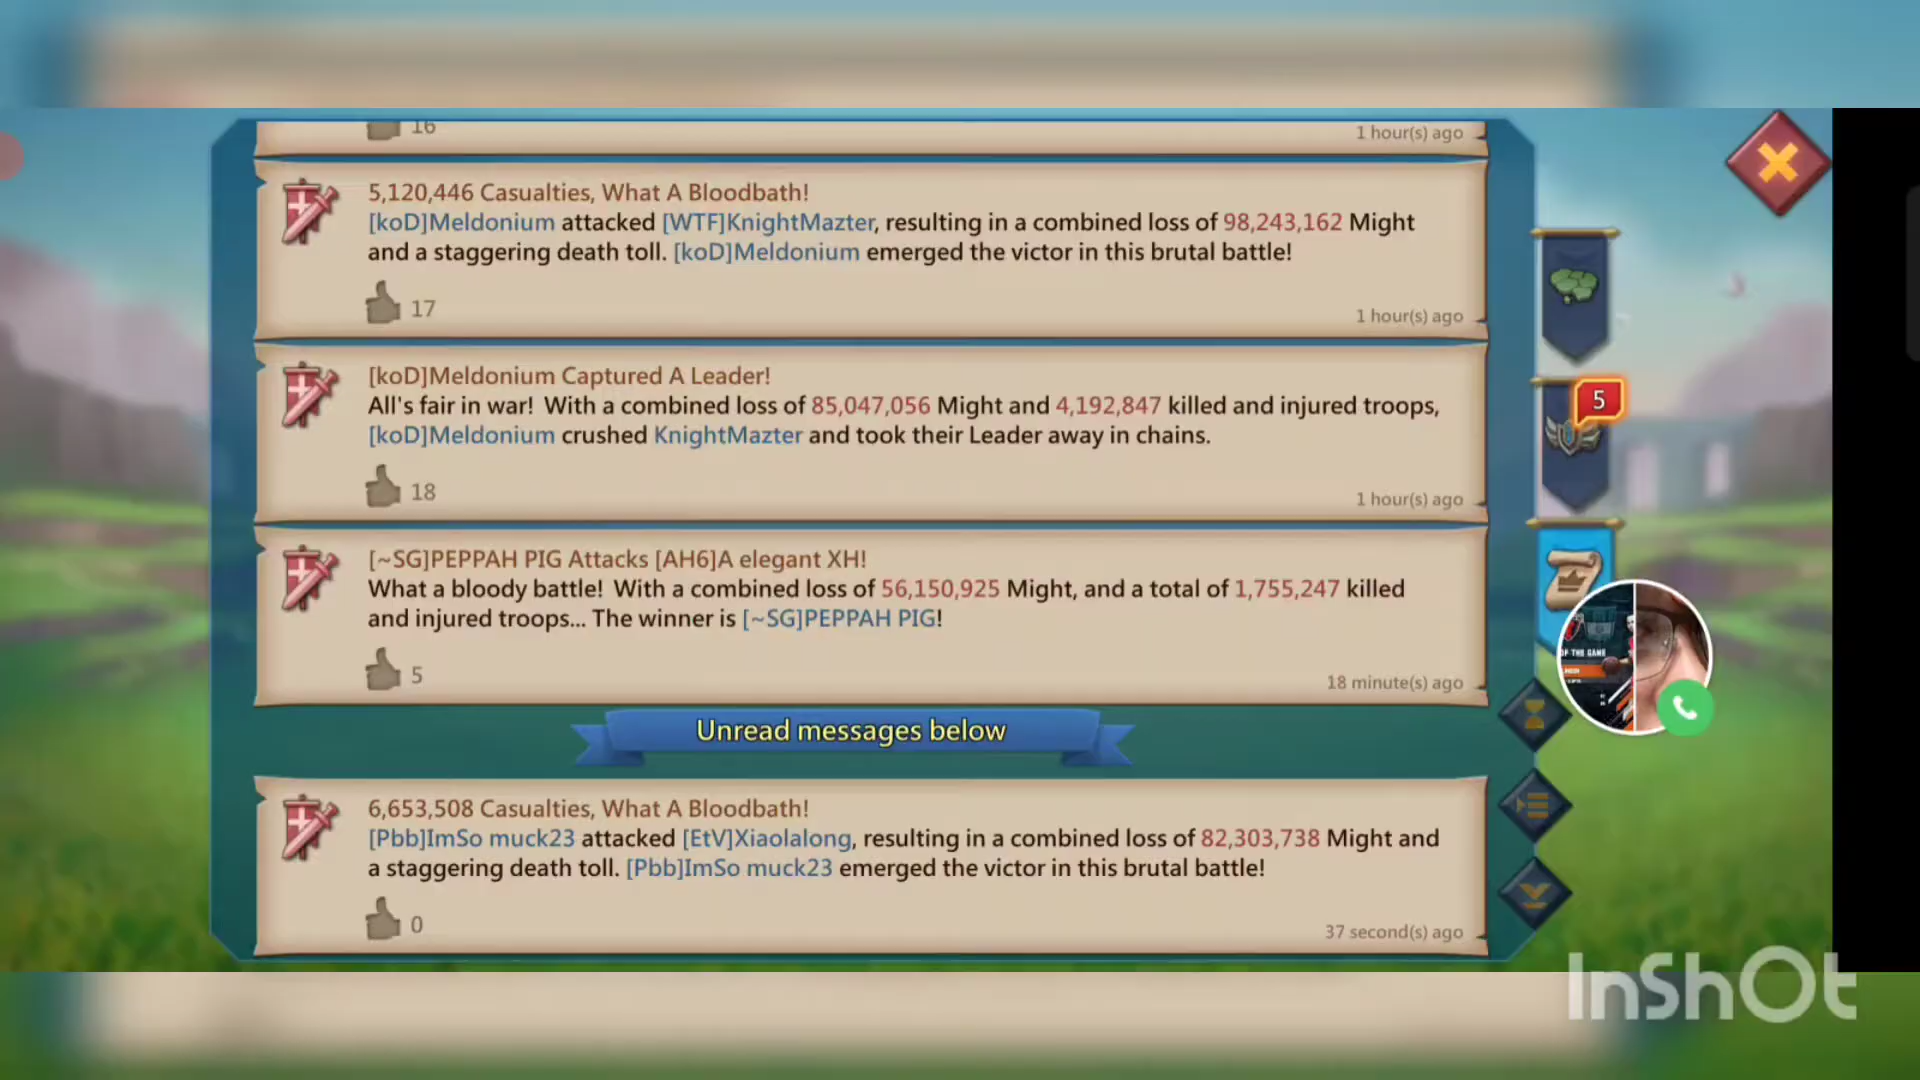 16
1 hour(s) ago
5,120,446 Casualties, What A Bloodbath!
[koD]Meldonium attacked [WTF]KnightMazter, resulting in a combined loss of 98,243,162 Might
and a staggering death toll. [koD]Meldonium emerged the victor in this brutal battle!
17
1 hour(s) ago
[koD]Meldonium Captured A Leader!
All's fair in war! With a combined loss of 85,047,056 Might and 4,192,847 killed and injured troops,
[koD]Meldonium crushed KnightMazter and took their Leader away in chains.
18
1 hour(s) ago
5
[~SG]PEPPAH PIG Attacks [AH6]A elegant XH!
What a bloody battle! With a combined loss of 56,150,925 Might, and a total of 1,755,247 killed
and injured troops... The winner is [~SG]PEPPAH PIG!
5
18 minute(s) ago
OF THE GAME
Unread messages below
6,653,508 Casualties, What A Bloodbath!
[Pbb]ImSo muck23 attacked [EtV]Xiaolalong, resulting in a combined loss of 82,303,738 Might and
a staggering death toll. [Pbb]ImSo muck23 emerged the victor in this brutal battle!
0
37 second(s) ago
InShOt